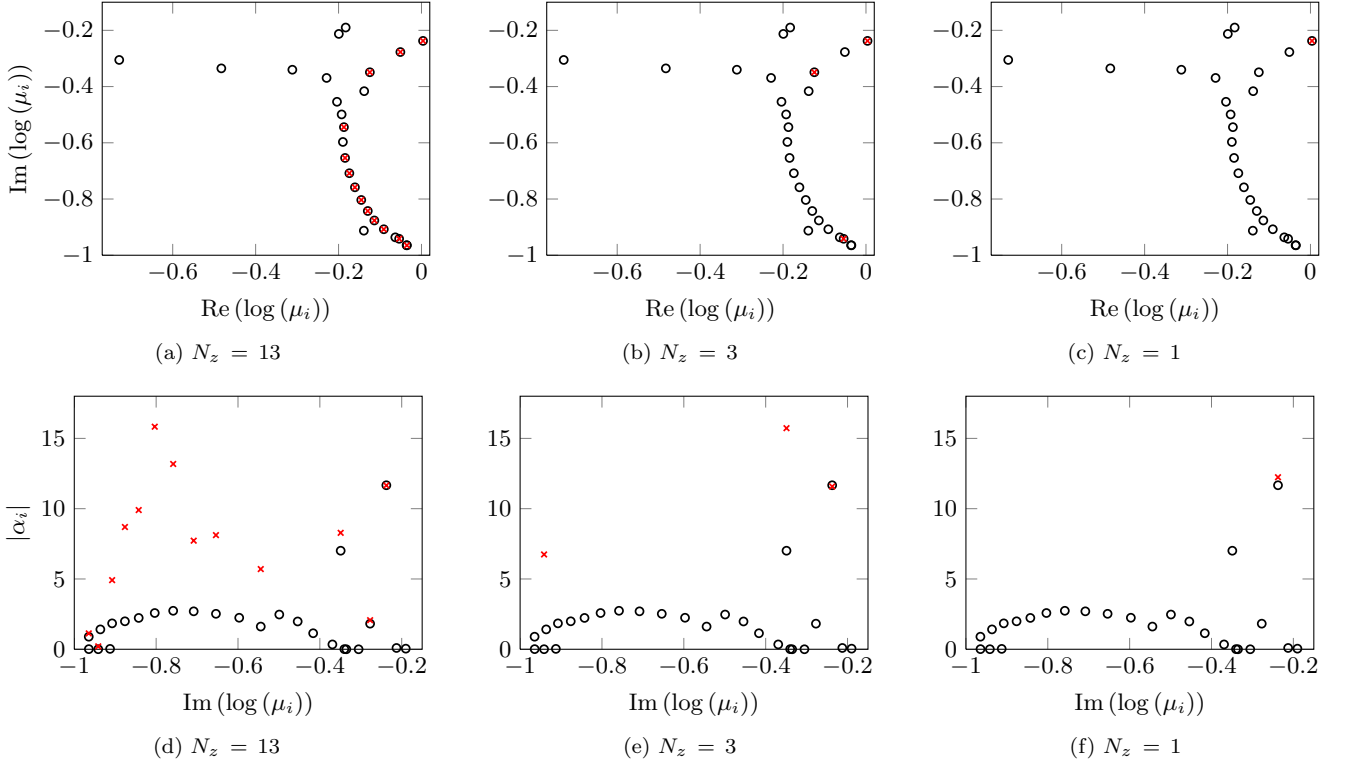 −0.2
−0.4
−0.6
−0.8
−1
Im (log (μᵢ))
−0.6 −0.4 −0.2 0
Re (log (μᵢ))
(a) N_z = 13
−0.2
−0.4
−0.6
−0.8
−1
−0.6 −0.4 −0.2 0
Re (log (μᵢ))
(b) N_z = 3
−0.2
−0.4
−0.6
−0.8
−1
−0.6 −0.4 −0.2 0
Re (log (μᵢ))
(c) N_z = 1
15
10
5
0
|αᵢ|
−1 −0.8 −0.6 −0.4 −0.2
Im (log (μᵢ))
(d) N_z = 13
15
10
5
0
−1 −0.8 −0.6 −0.4 −0.2
Im (log (μᵢ))
(e) N_z = 3
15
10
5
0
−1 −0.8 −0.6 −0.4 −0.2
Im (log (μᵢ))
(f) N_z = 1